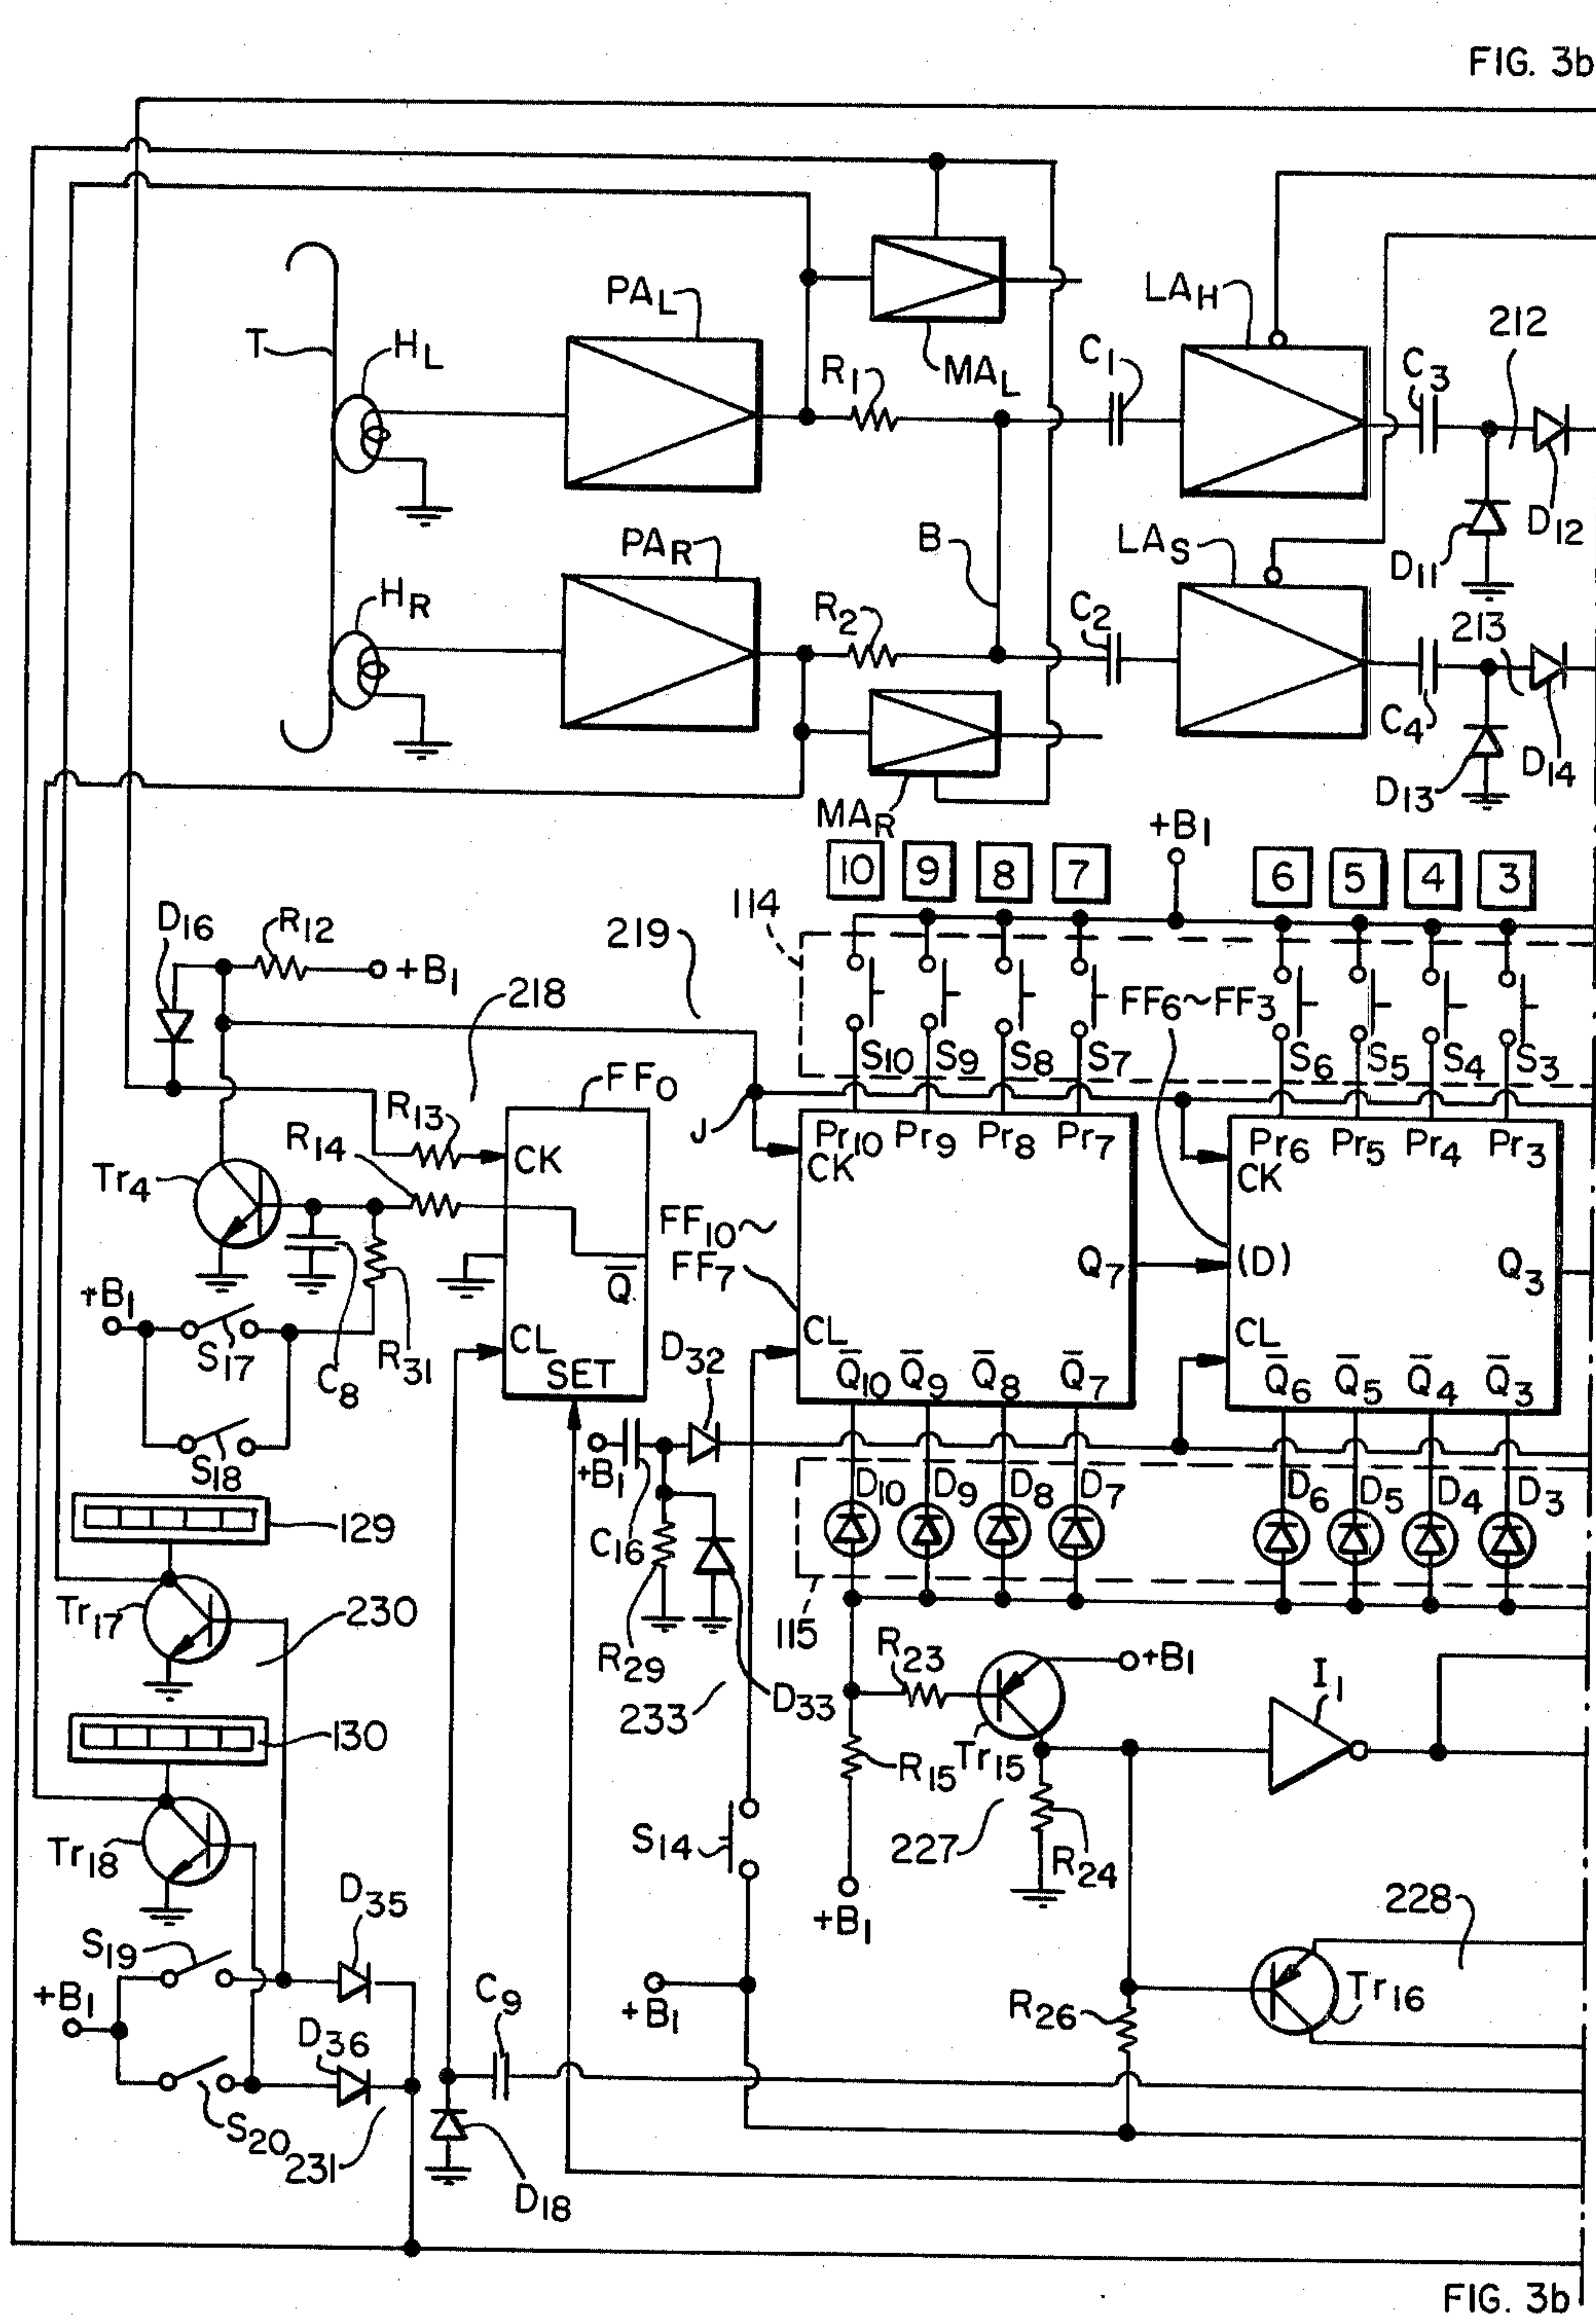 FIG. 3b
PAL
LAH
212
T
HL
C1
C3
R1
MAL
D12
B
LAS
PAR
D11
HR
R2
C2
213
C4
D14
D13
MAR
+B1
10
9
8
7
6
5
4
3
114
D16
R12
219
+B1
218
FF6~FF3
S10
S9
S8
S7
S6
S5
S4
S3
FF0
R13
J
R14
Pr10
Pr9
Pr8
Pr7
Pr6
Pr5
Pr4
Pr3
CK
CK
CK
Tr4
FF10~
FF7
Q7
(D)
Q3
Q̅
+B1
CL
CL
CL
S17
C8
R31
D32
SET
Q̅10
Q̅9
Q̅8
Q̅7
Q̅6
Q̅5
Q̅4
Q̅3
S18
+B1
D10
D9
D8
D7
D6
D5
D4
D3
129
C16
Tr17
230
115
R29
R23
+B1
I1
D33
233
130
R15
Tr15
S14
227
R24
Tr18
D35
+B1
228
S19
C9
+B1
+B1
R26
Tr16
D36
S20
231
D18
FIG. 3b